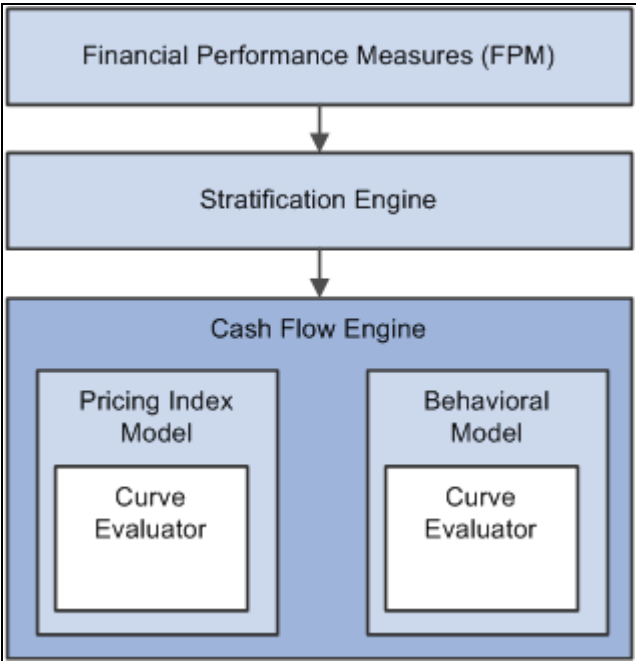 Financial Performance Measures (FPM)
Stratification Engine
Cash Flow Engine
Pricing Index
Model
Curve
Evaluator
Behavioral
Model
Curve
Evaluator